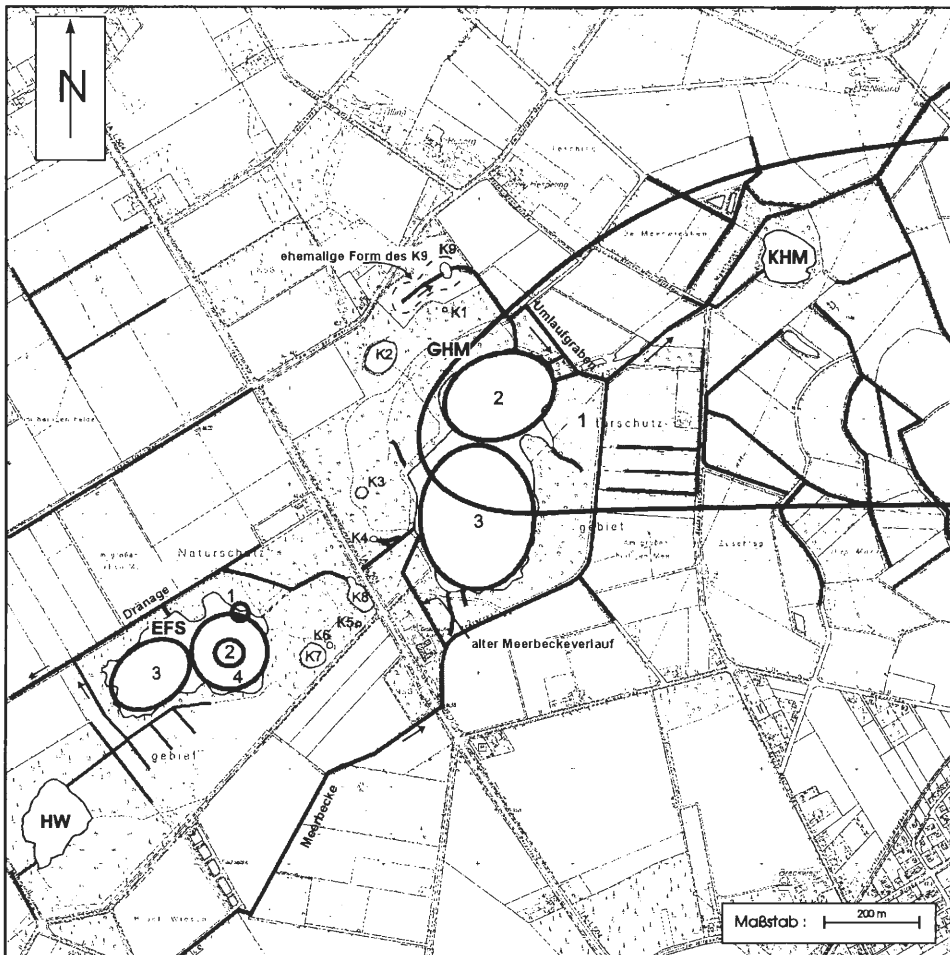 N
K9
ehemalige Form des K9
K1
K2
GHM
Umlaufgraben
KHM
2
1
K3
3
gebiet
K4
Naturschutz
Dränage
K8
1
EFS
K5
K6
K7
2
3
4
alter Meerbeckeverlauf
gebiet
HW
Meerbecke
Maßstab :
200 m